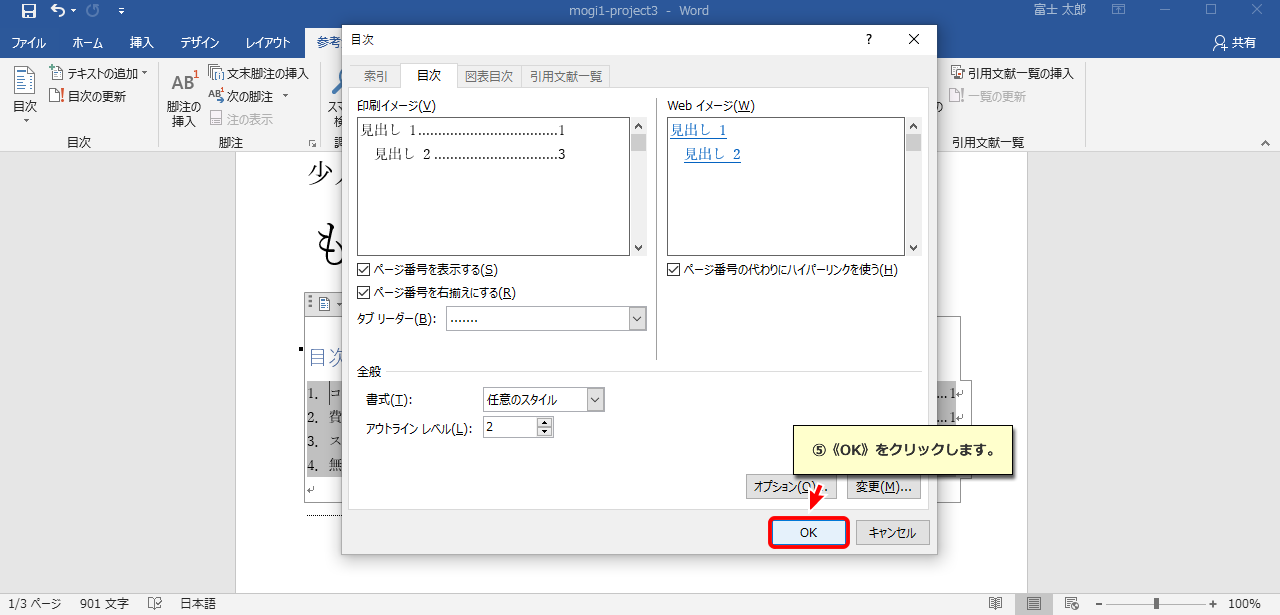 mogi1-project3 - Word
富士 太郎
ファイル
ホーム
挿入
デザイン
レイアウト
参考
共有
目次
テキストの追加
目次の更新
目次
AB1
脚注の
挿入
文末脚注の挿入
次の脚注
注の表示
脚注
引用文献一覧の挿入
一覧の更新
引用文献一覧
目次
?
索引
目次
図表目次
引用文献一覧
印刷イメージ(V)
見出し 1...................................1
見出し 2...............................3
Web イメージ(W)
見出し 1
見出し 2
ページ番号を表示する(S)
ページ番号を右揃えにする(R)
タブ リーダー(B):
.......
ページ番号の代わりにハイパーリンクを使う(H)
全般
書式(T):
任意のスタイル
アウトライン レベル(L):
2
⑤《OK》をクリックします。
オプション(O)...
変更(M)...
OK
キャンセル
も
目次
1.
...1
2. 費
...1
3. ス
4. 無
1/3 ページ
901 文字
日本語
100%